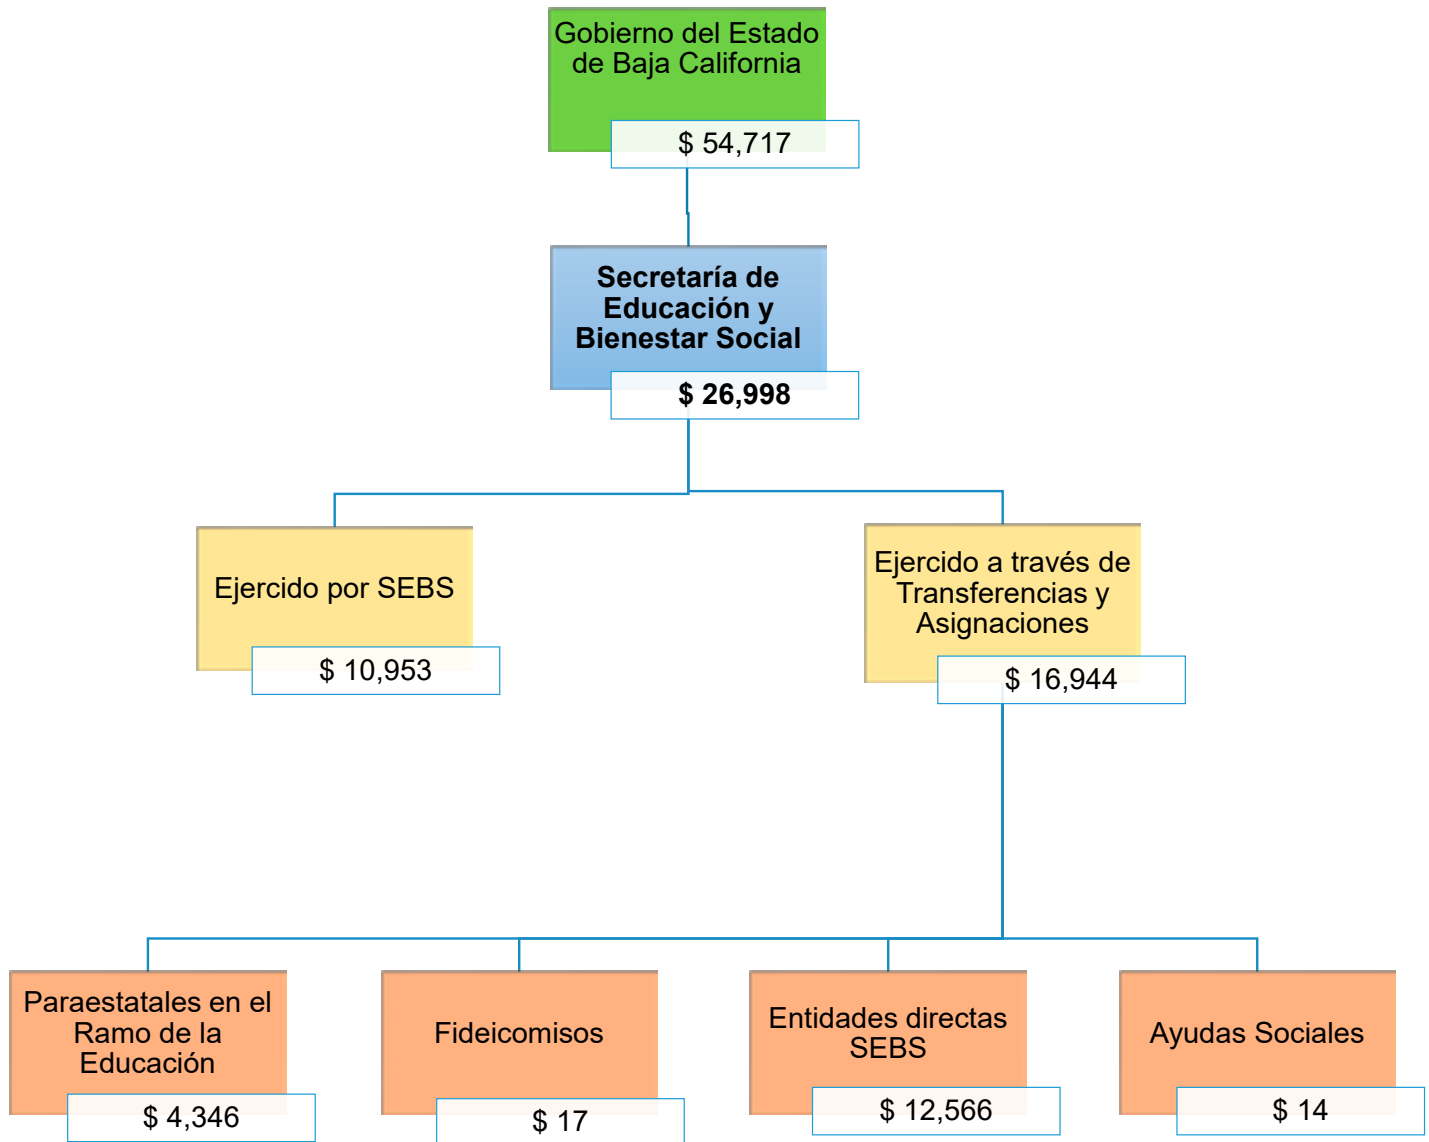 Gobierno del Estado
de Baja California
$ 54,717
Secretaría de
Educación y
Bienestar Social
$ 26,998
Ejercido por SEBS
$ 10,953
Ejercido a través de
Transferencias y
Asignaciones
$ 16,944
Paraestatales en el
Ramo de la
Educación
$ 4,346
Fideicomisos
$ 17
Entidades directas
SEBS
$ 12,566
Ayudas Sociales
$ 14